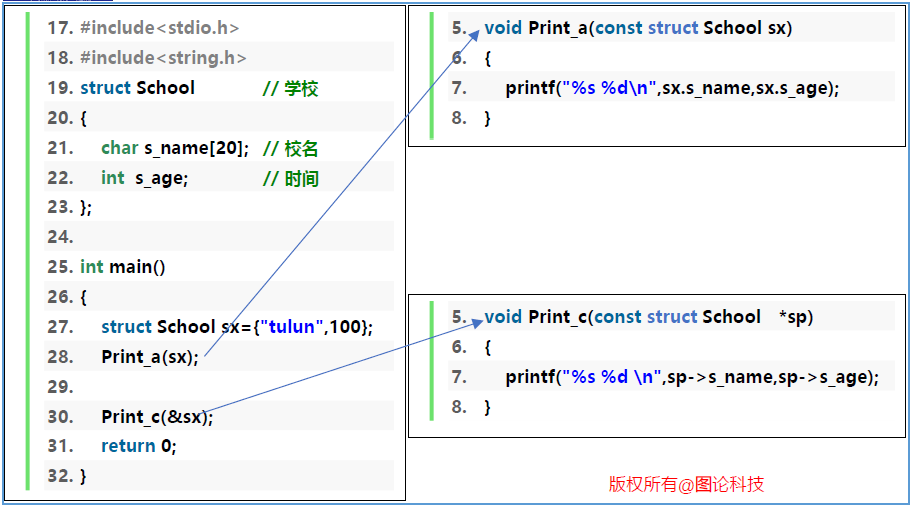 17. #include<stdio.h>
18. #include<string.h>
19. struct School // 学校
20. {
21. char s_name[20]; // 校名
22. int s_age; // 时间
23. };
24.
25. int main()
26. {
27. struct School sx={"tulun",100};
28. Print_a(sx);
29.
30. Print_c(&sx);
31. return 0;
32. }
5. void Print_a(const struct School sx)
6. {
7. printf("%s %d\n",sx.s_name,sx.s_age);
8. }
5. void Print_c(const struct School *sp)
6. {
7. printf("%s %d \n",sp->s_name,sp->s_age);
8. }
版权所有@图论科技